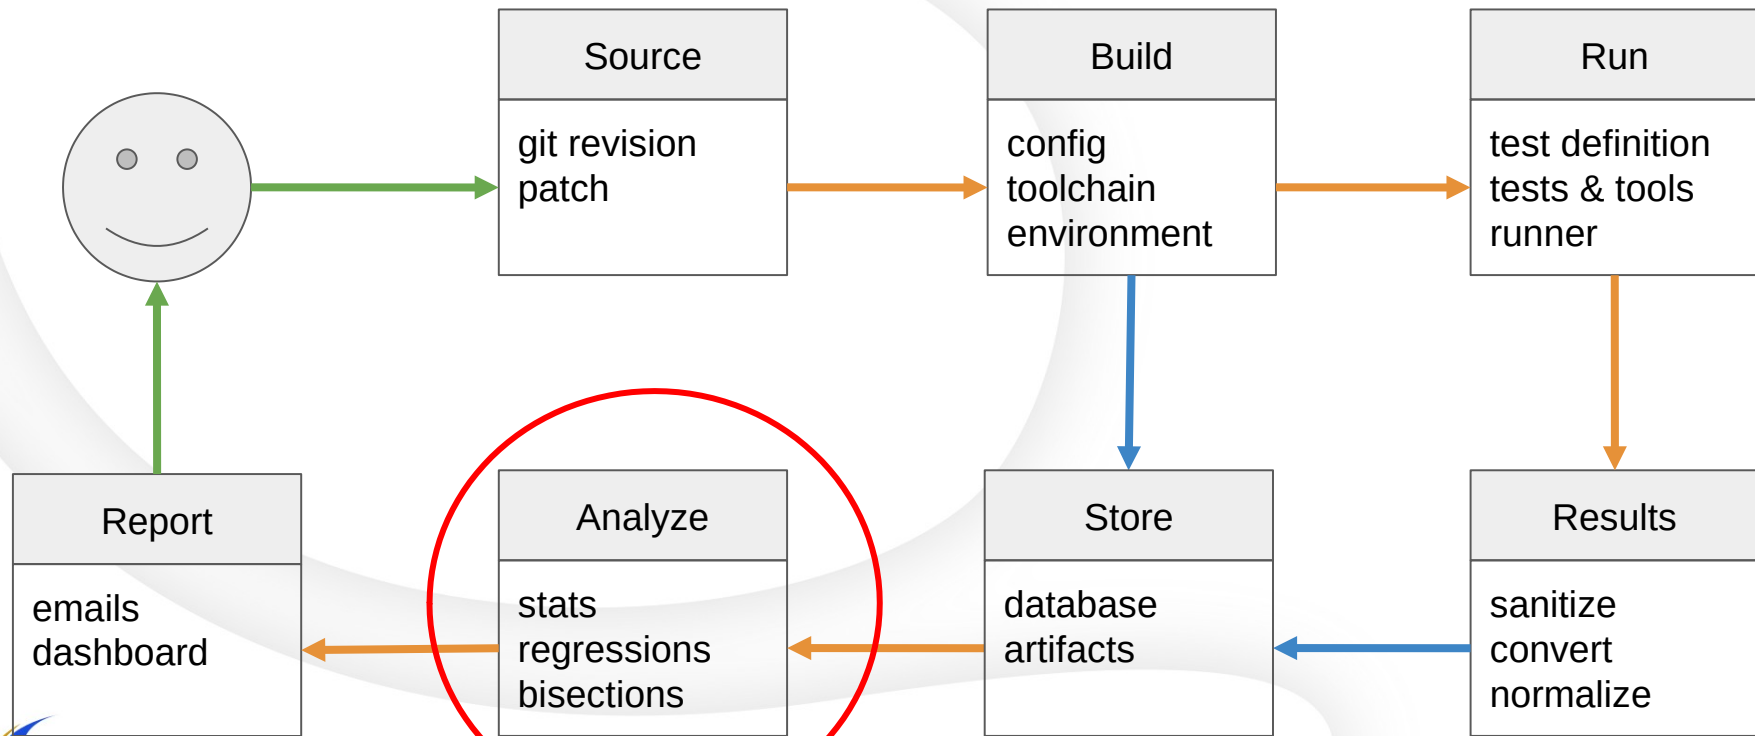 Source
git revision
patch
Build
config
toolchain
environment
Run
test definition
tests & tools
runner
Report
emails
dashboard
Analyze
stats
regressions
bisections
Store
database
artifacts
Results
sanitize
convert
normalize